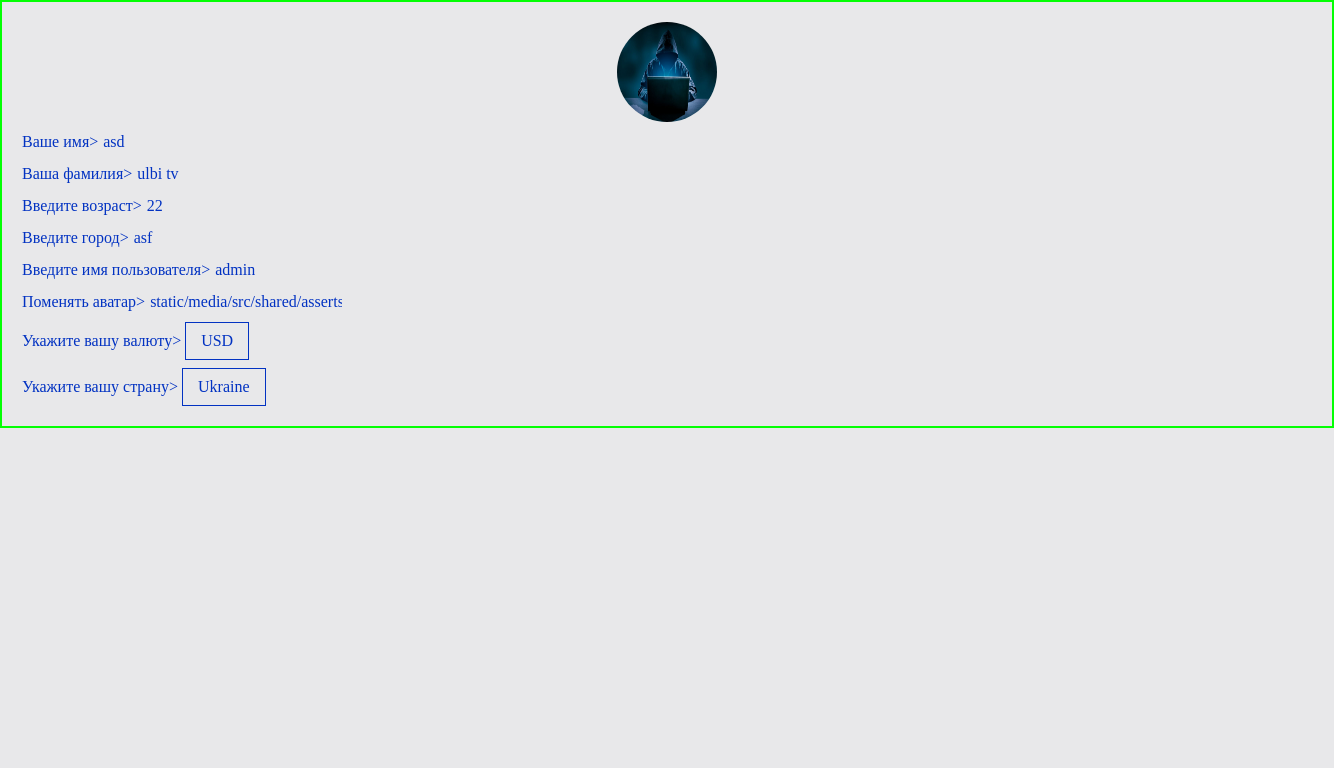 Ваше имя> asd
Ваша фамилия> ulbi tv
Введите возраст> 22
Введите город> asf
Введите имя пользователя> admin
Поменять аватар> static/media/src/shared/asserts
Укажите вашу валюту> USD
Укажите вашу страну> Ukraine